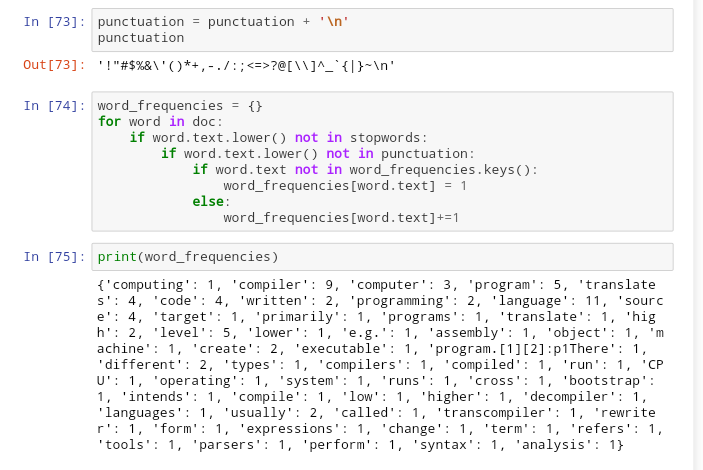 In [73]: punctuation = punctuation + '\n'
punctuation
Out[73]: '!"#$%&\'()*+,-./:;<=>?@[\\]^_`{|}~\n'
In [74]: word_frequencies = {}
for word in doc:
    if word.text.lower() not in stopwords:
        if word.text.lower() not in punctuation:
            if word.text not in word_frequencies.keys():
                word_frequencies[word.text] = 1
            else:
                word_frequencies[word.text]+=1
In [75]: print(word_frequencies)
{'computing': 1, 'compiler': 9, 'computer': 3, 'program': 5, 'translate
s': 4, 'code': 4, 'written': 2, 'programming': 2, 'language': 11, 'sourc
e': 4, 'target': 1, 'primarily': 1, 'programs': 1, 'translate': 1, 'hig
h': 2, 'level': 5, 'lower': 1, 'e.g.': 1, 'assembly': 1, 'object': 1, 'm
achine': 1, 'create': 2, 'executable': 1, 'program.[1][2]:p1There': 1,
'different': 2, 'types': 1, 'compilers': 1, 'compiled': 1, 'run': 1, 'CP
U': 1, 'operating': 1, 'system': 1, 'runs': 1, 'cross': 1, 'bootstrap':
1, 'intends': 1, 'compile': 1, 'low': 1, 'higher': 1, 'decompiler': 1,
'languages': 1, 'usually': 2, 'called': 1, 'transcompiler': 1, 'rewrite
r': 1, 'form': 1, 'expressions': 1, 'change': 1, 'term': 1, 'refers': 1,
'tools': 1, 'parsers': 1, 'perform': 1, 'syntax': 1, 'analysis': 1}